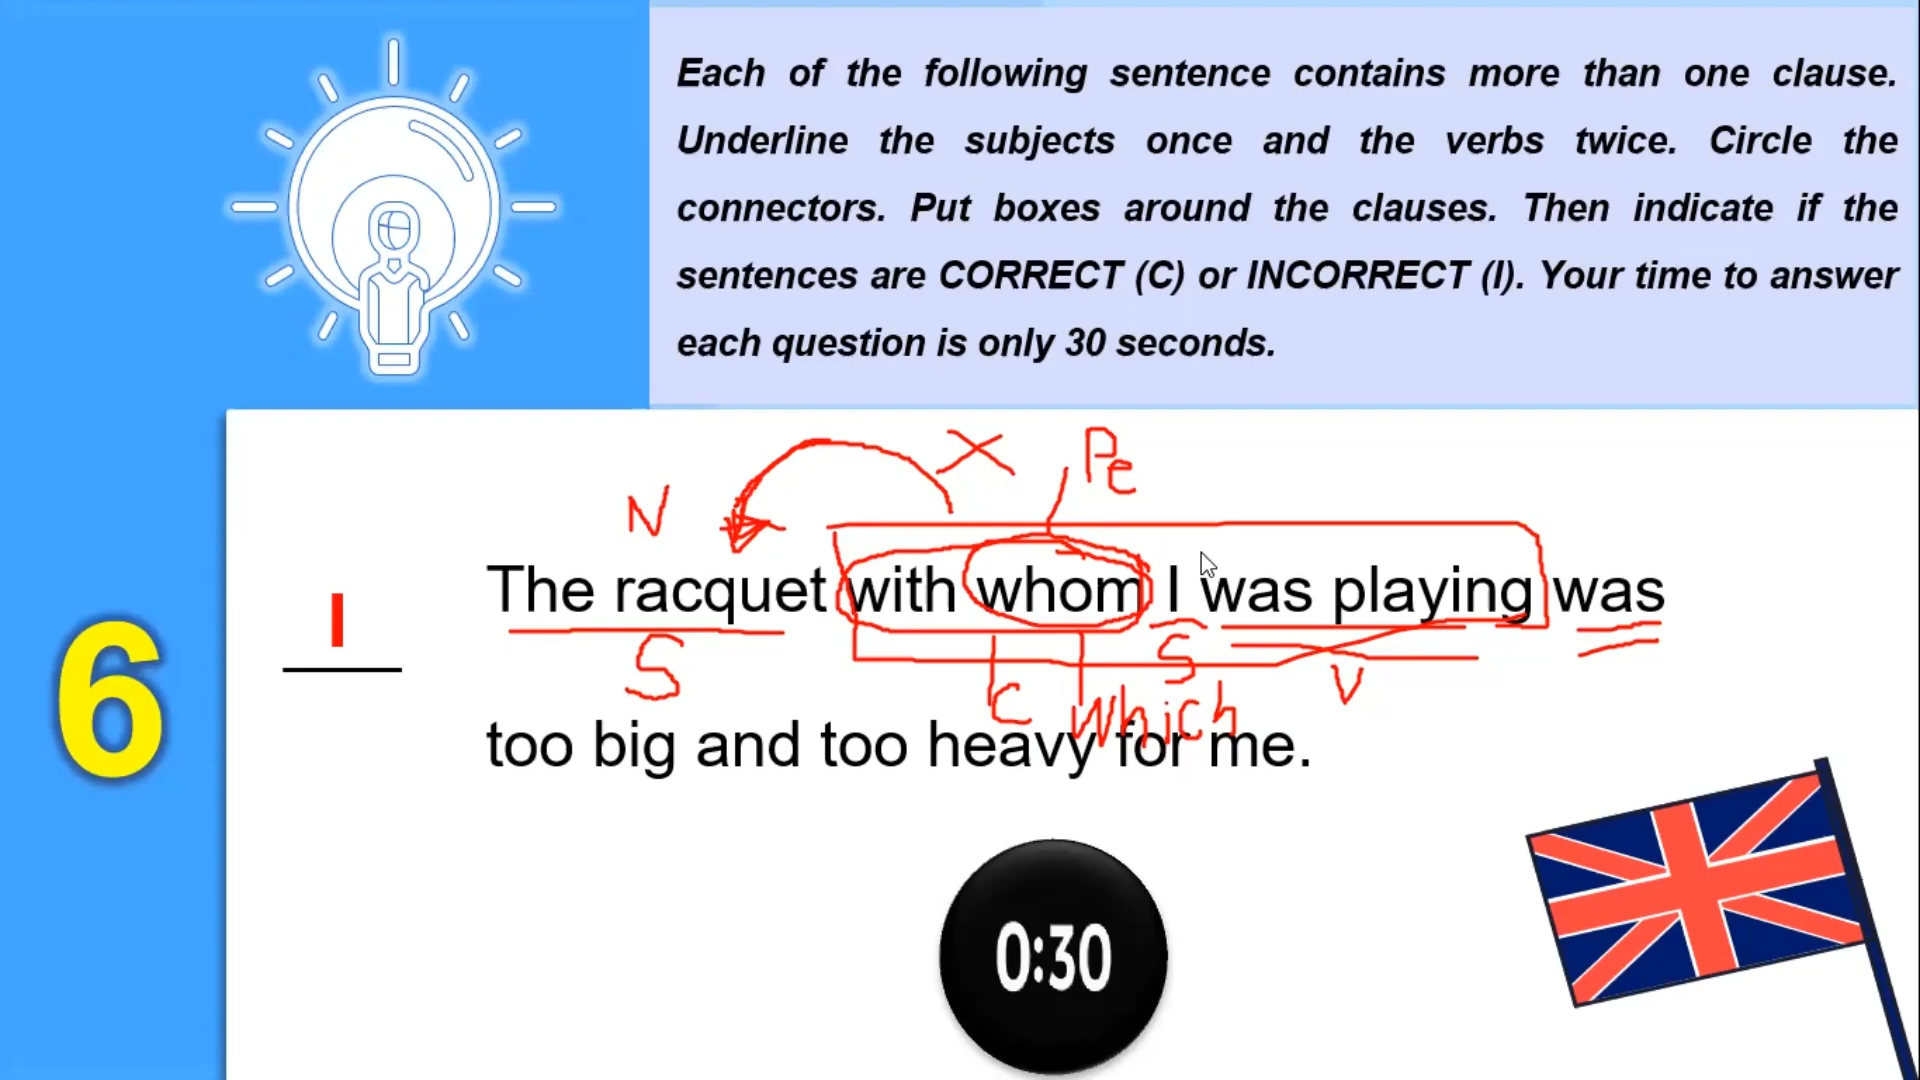 Each of the following sentence contains more than one clause.
Underline the subjects once and the verbs twice. Circle the
connectors. Put boxes around the clauses. Then indicate if the
sentences are CORRECT (C) or INCORRECT (I). Your time to answer
each question is only 30 seconds.
X Pe
N
6
I
The racquet with whom I was playing was
S S V
C which
too big and too heavy for me.
0:30